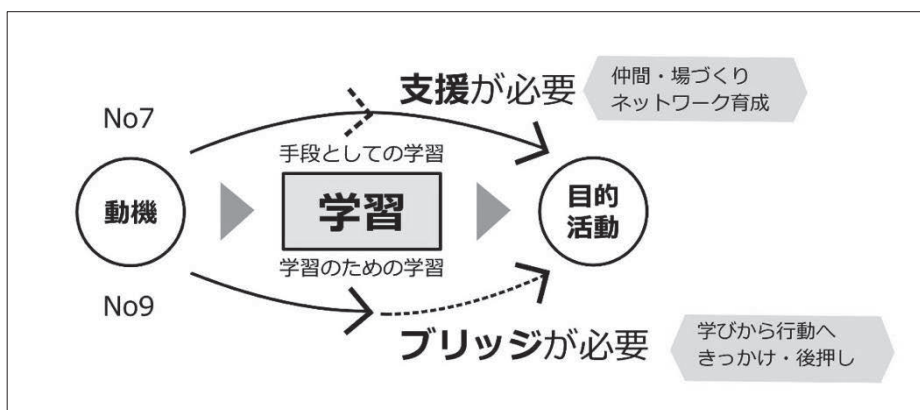 支援が必要
仲間・場づくり
ネットワーク育成
No7
手段としての学習
動機
学習
目的
活動
学習のための学習
No9
ブリッジが必要
学びから行動へ
きっかけ・後押し